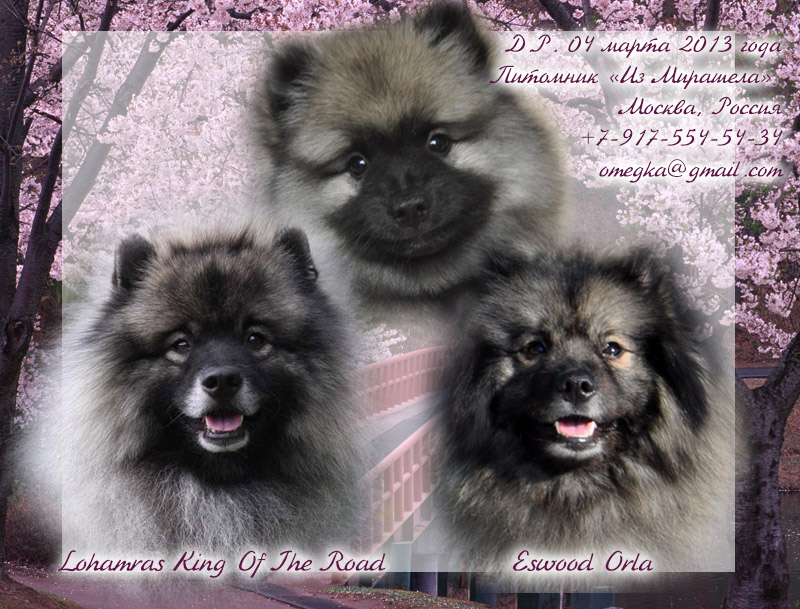 Д.Р. 04 марта 2013 года
Питомник «Из Мирашела»
Москва, Россия
+7-917-554-54-34
omegka@gmail.com
Lohamras King Of The Road
Eswood Orla